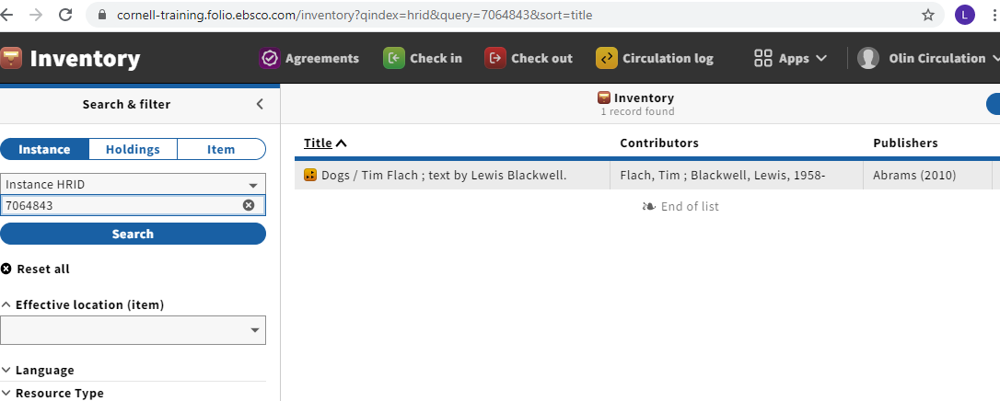 cornell-training.folio.ebsco.com/inventory?qindex=hrid&query=7064843&sort=title
L
Inventory Agreements Check in Check out Circulation log Apps Olin Circulation
Search & filter
Inventory
1 record found
Instance Holdings Item
Title Contributors Publishers
Instance HRID
Dogs / Tim Flach ; text by Lewis Blackwell. Flach, Tim ; Blackwell, Lewis, 1958- Abrams (2010)
7064843
End of list
Search
Reset all
Effective location (item)
Language
Resource Type